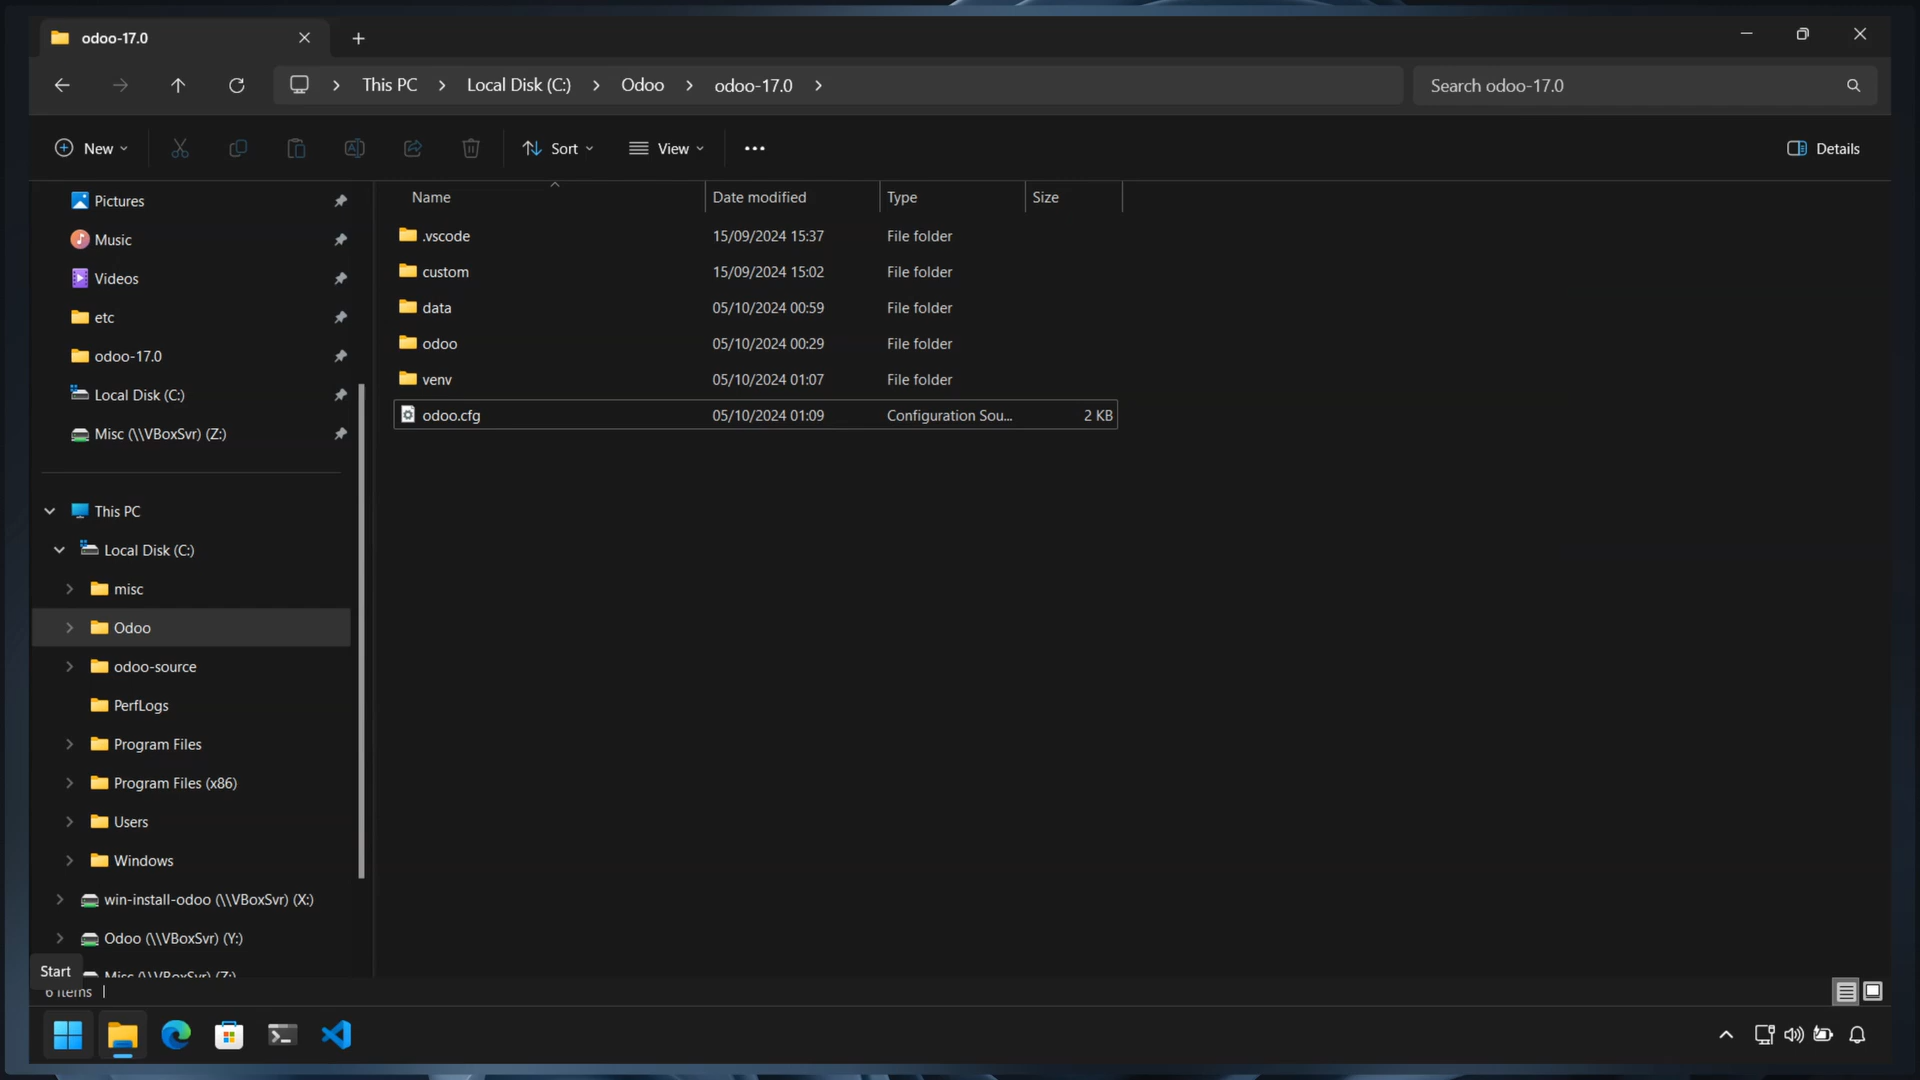 odoo-17.0
This PC Local Disk (C:) Odoo odoo-17.0 Search odoo-17.0
New Sort View Details
Name Date modified Type Size
Pictures
Music
Videos
etc
odoo-17.0
Local Disk (C:)
Misc (\\VBoxSvr) (Z:)
This PC
Local Disk (C:)
misc
Odoo
odoo-source
PerfLogs
Program Files
Program Files (x86)
Users
Windows
win-install-odoo (\\VBoxSvr) (X:)
Odoo (\\VBoxSvr) (Y:)
Misc (\\VBoxSvr) (Z:)
.vscode 15/09/2024 15:37 File folder
custom 15/09/2024 15:02 File folder
data 05/10/2024 00:59 File folder
odoo 05/10/2024 00:29 File folder
venv 05/10/2024 01:07 File folder
odoo.cfg 05/10/2024 01:09 Configuration Sou... 2 KB
Start
6 items